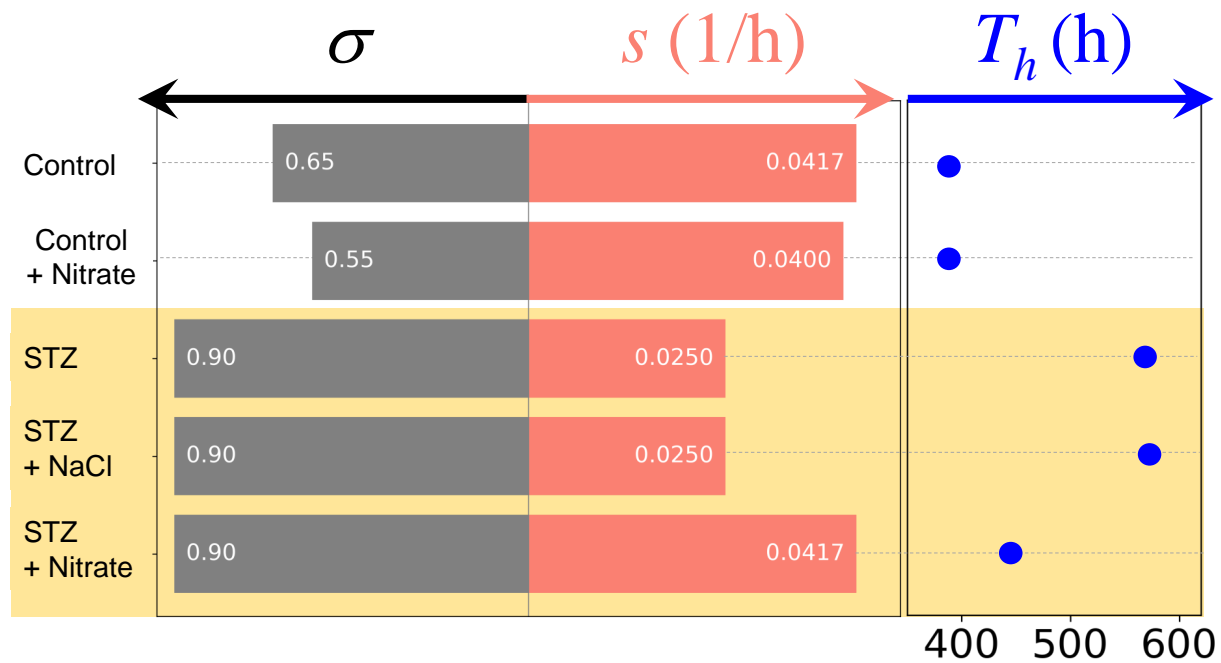 σ
s (1/h)
T_h (h)
Control
0.65
0.0417
Control
+ Nitrate
0.55
0.0400
STZ
0.90
0.0250
STZ
+ NaCl
0.90
0.0250
STZ
+ Nitrate
0.90
0.0417
400
500
600